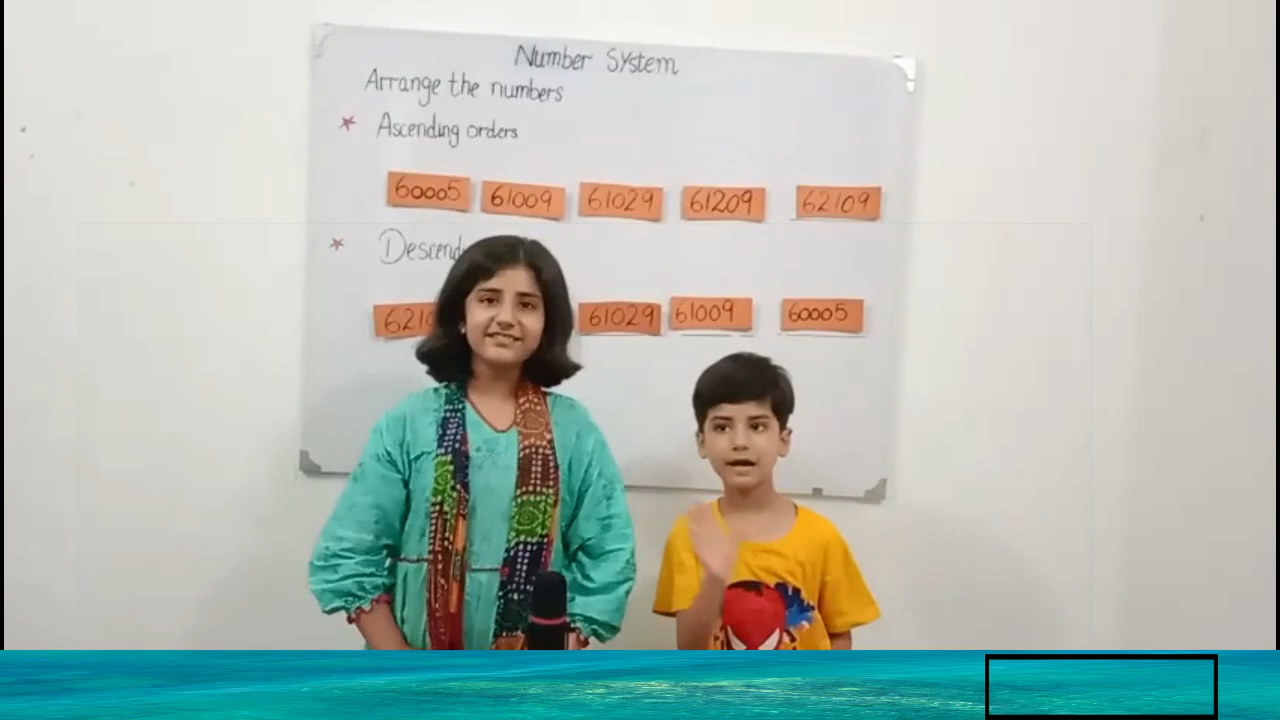 Number System
Arrange the numbers
Ascending orders
60005 61009 61029 61209 62109
61029 61009 60005